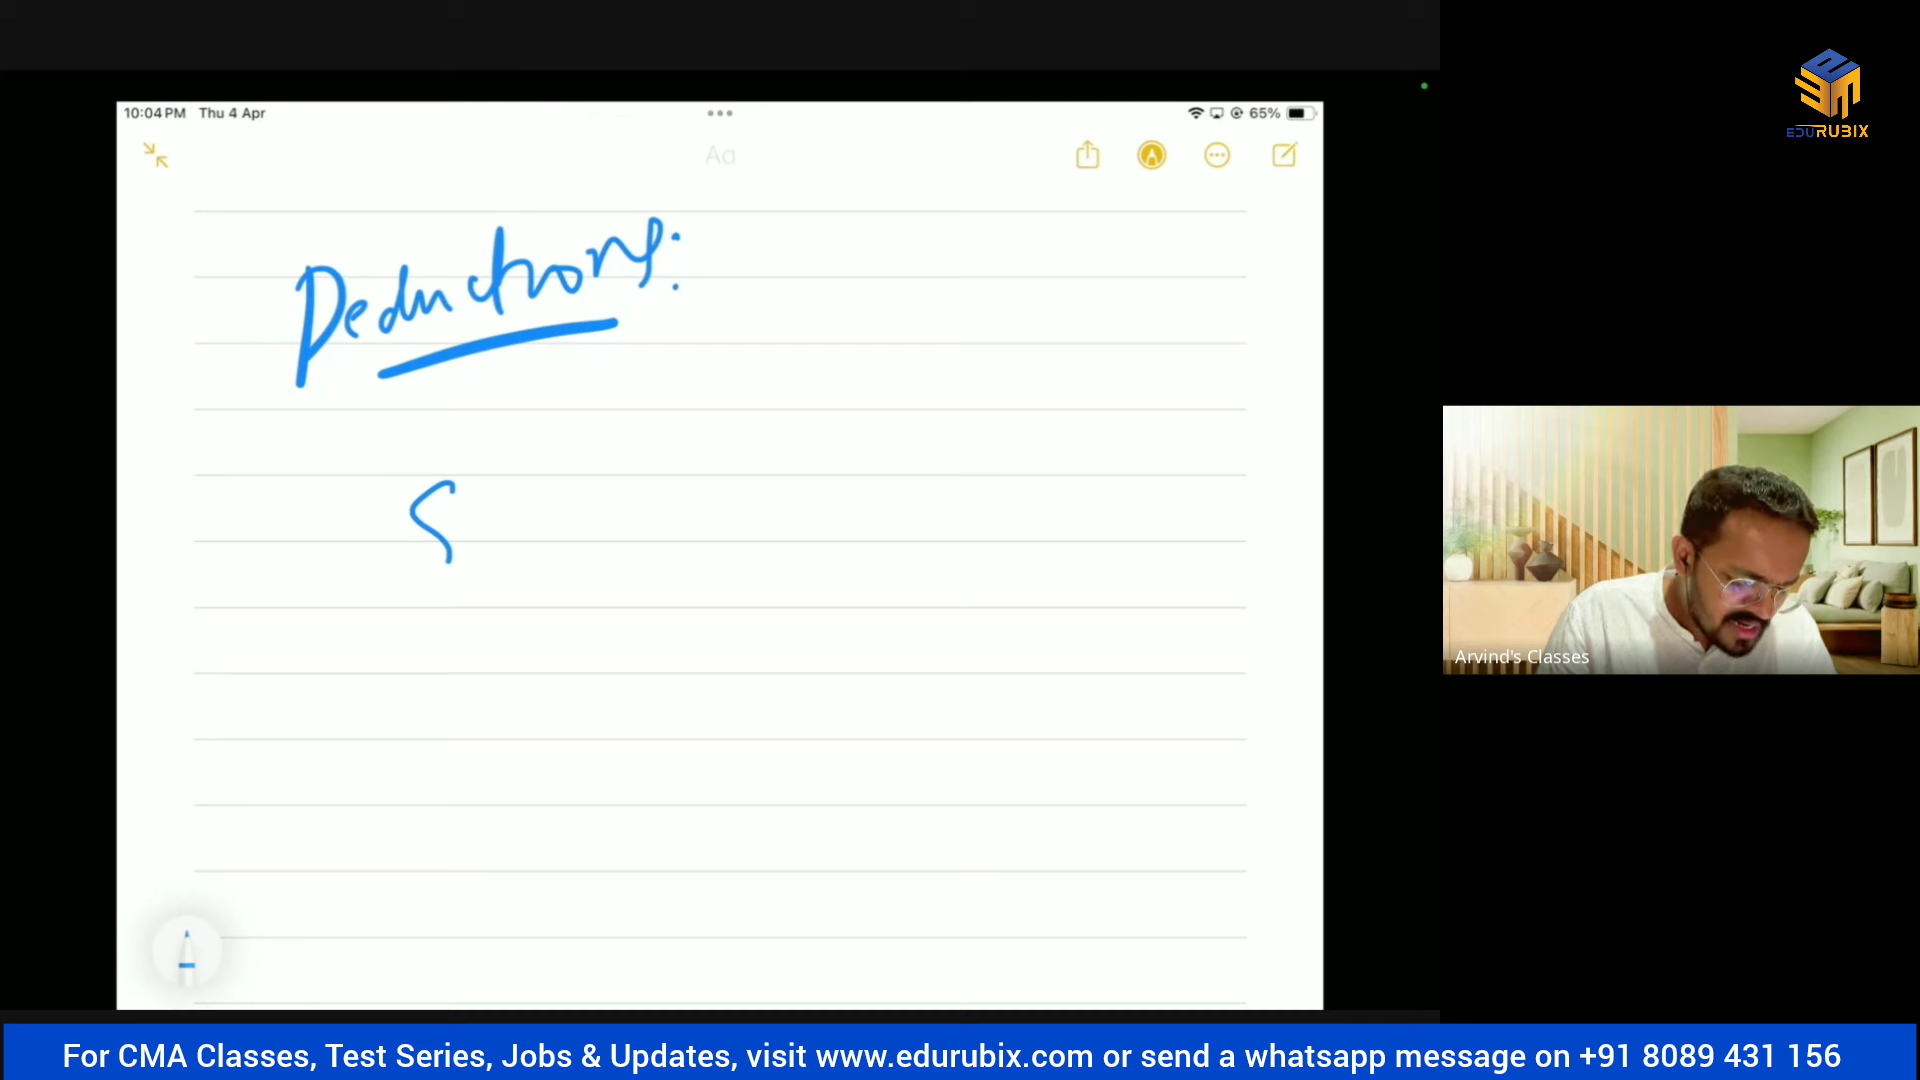 EDURUBIX
10:04 PM Thu 4 Apr
65%
Aa
Deductions:
S
Arvind's Classes
For CMA Classes, Test Series, Jobs & Updates, visit www.edurubix.com or send a whatsapp message on +91 8089 431 156